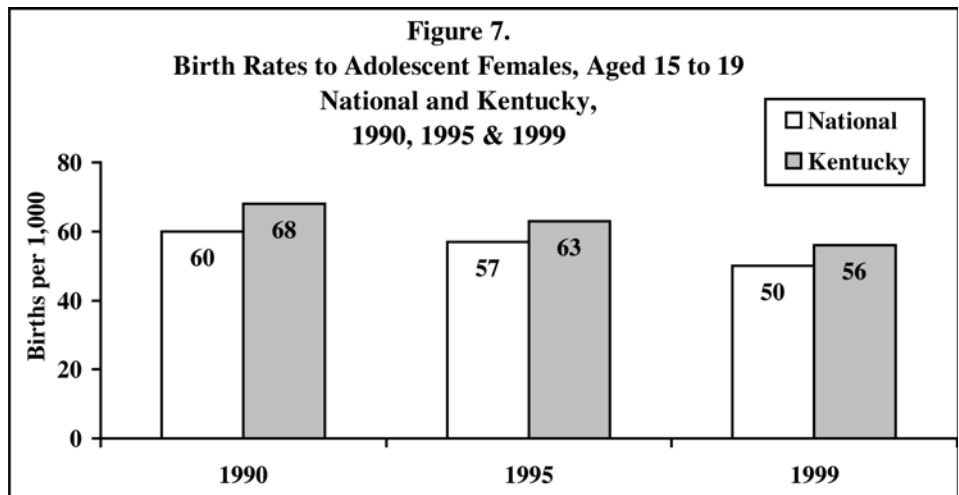 Figure 7.
Birth Rates to Adolescent Females, Aged 15 to 19
National and Kentucky,
1990, 1995 & 1999
National
Kentucky
Births per 1,000
80
60
40
20
0
60
68
57
63
50
56
1990
1995
1999